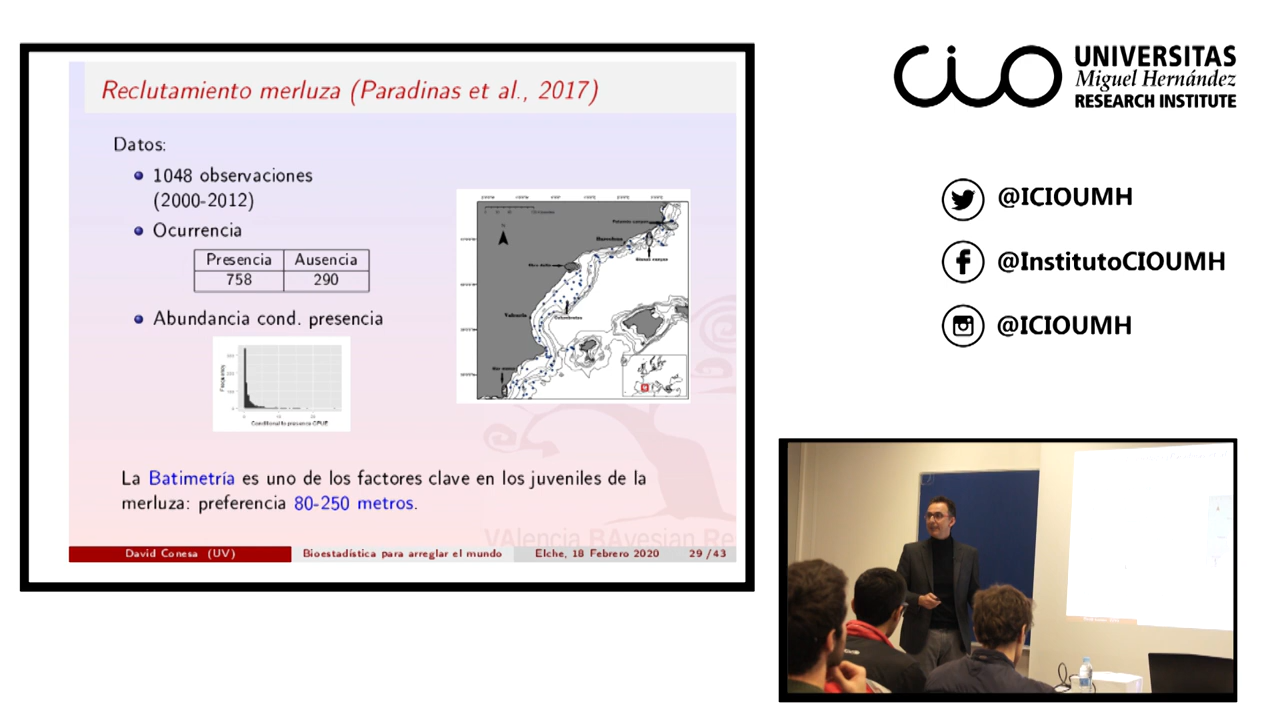 Reclutamiento merluza (Paradinas et al., 2017)
Datos:
1048 observaciones
(2000-2012)
Ocurrencia
Presencia Ausencia
758 290
Abundancia cond. presencia
Frequency
Conditional to presence CPUE
Valencia
La Batimetría es uno de los factores clave en los juveniles de la
merluza: preferencia 80-250 metros.
VAlencia BAyesian Re
David Conesa (UV) Bioestadística para arreglar el mundo Elche, 18 Febrero 2020 29/43
cio UNIVERSITAS
Miguel Hernández
RESEARCH INSTITUTE
@ICIOUMH
@InstitutoCIOUMH
@ICIOUMH